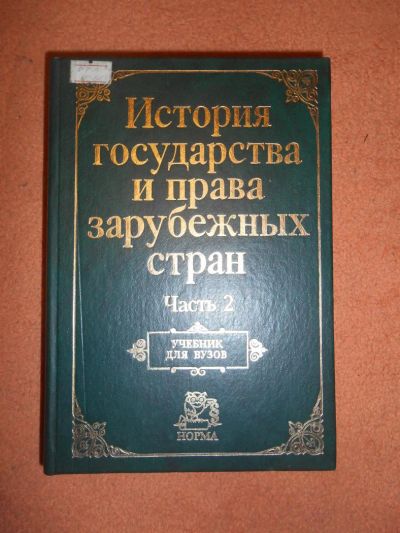 История
государства
и права
зарубежных
стран
Часть 2
УЧЕБНИК
ДЛЯ ВУЗОВ
НОРМА